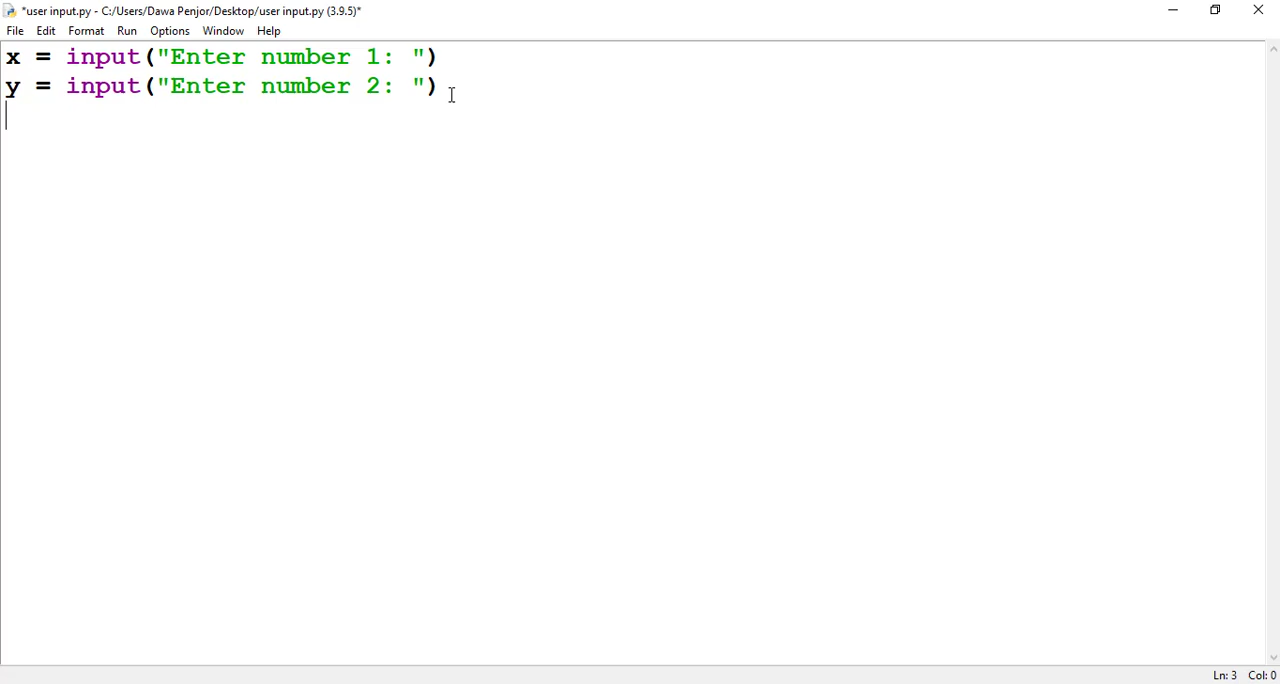 *user input.py - C:/Users/Dawa Penjor/Desktop/user input.py (3.9.5)*
File Edit Format Run Options Window Help
x = input("Enter number 1: ")
y = input("Enter number 2: ")
Ln: 3 Col: 0